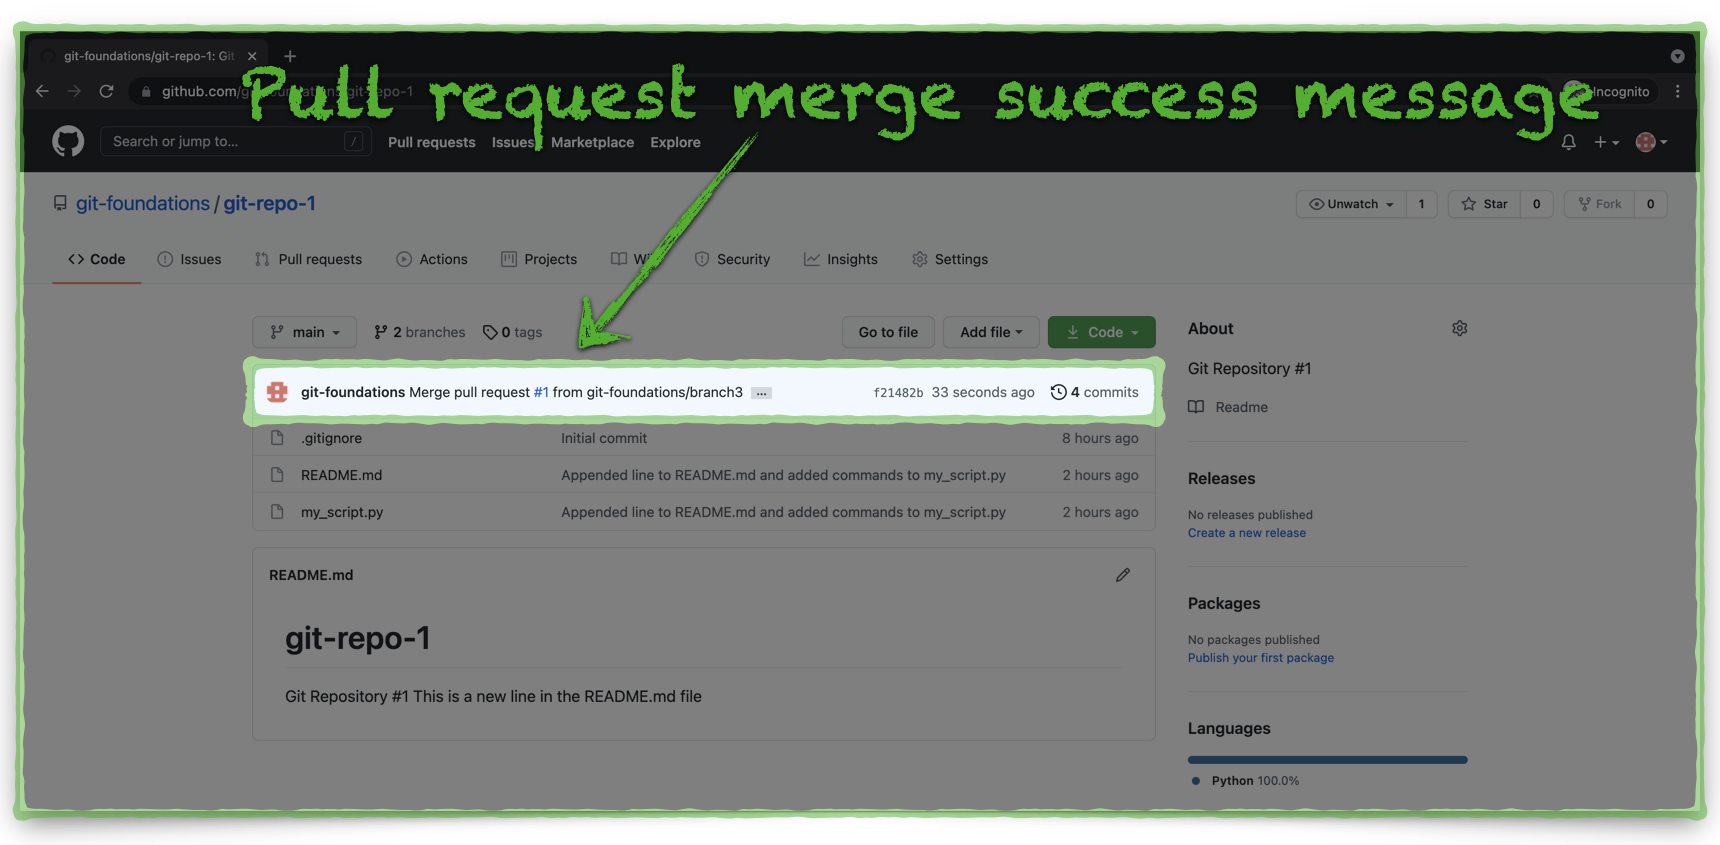 git-foundations/git-repo-1: Git
Pull request merge success message
github.com/git-foundations/git-repo-1
Incognito
Search or jump to... /
Pull requests Issues Marketplace Explore
git-foundations / git-repo-1
Unwatch 1 Star 0 Fork 0
Code Issues Pull requests Actions Projects Wiki Security Insights Settings
main 2 branches 0 tags Go to file Add file Code
git-foundations Merge pull request #1 from git-foundations/branch3 ... f21482b 33 seconds ago 4 commits
.gitignore Initial commit 8 hours ago
README.md Appended line to README.md and added commands to my_script.py 2 hours ago
my_script.py Appended line to README.md and added commands to my_script.py 2 hours ago
README.md
git-repo-1
Git Repository #1 This is a new line in the README.md file
About
Git Repository #1
Readme
Releases
No releases published
Create a new release
Packages
No packages published
Publish your first package
Languages
Python 100.0%